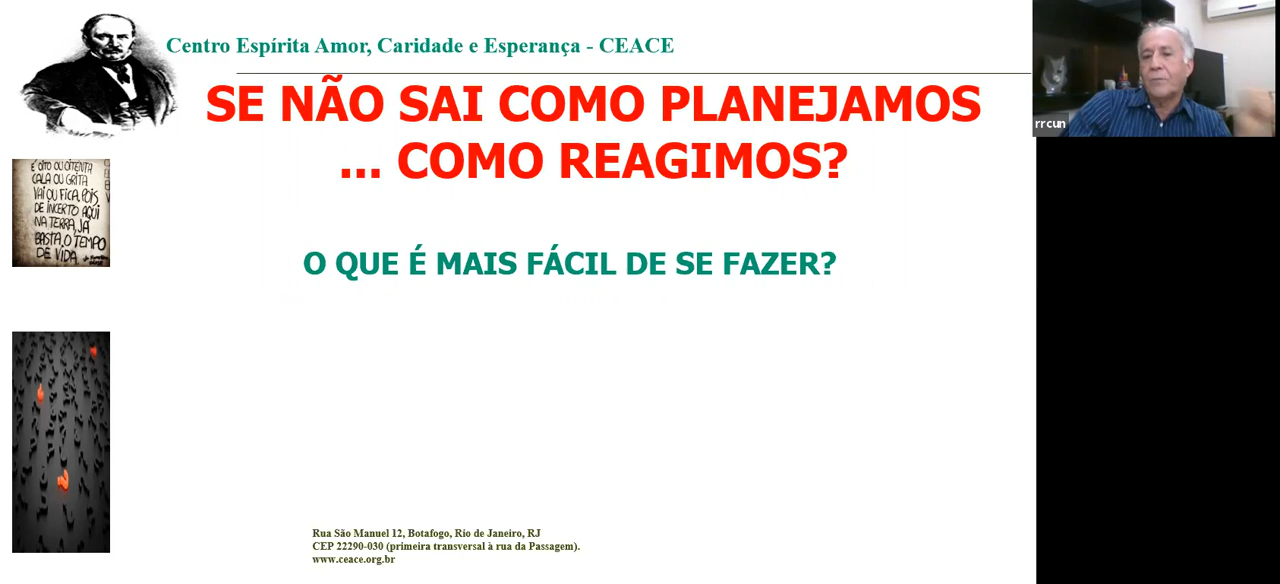 Centro Espírita Amor, Caridade e Esperança - CEACE
SE NÃO SAI COMO PLANEJAMOS
... COMO REAGIMOS?
rrcun
É OITO OU OITENTA
CALA OU GRITA
VAI OU FICA, POIS
DE INCERTO AQUI
NA TERRA, JÁ
BASTA, O TEMPO
DE VIDA.
O QUE É MAIS FÁCIL DE SE FAZER?
Rua São Manuel 12, Botafogo, Rio de Janeiro, RJ
CEP 22290-030 (primeira transversal à rua da Passagem).
www.ceace.org.br